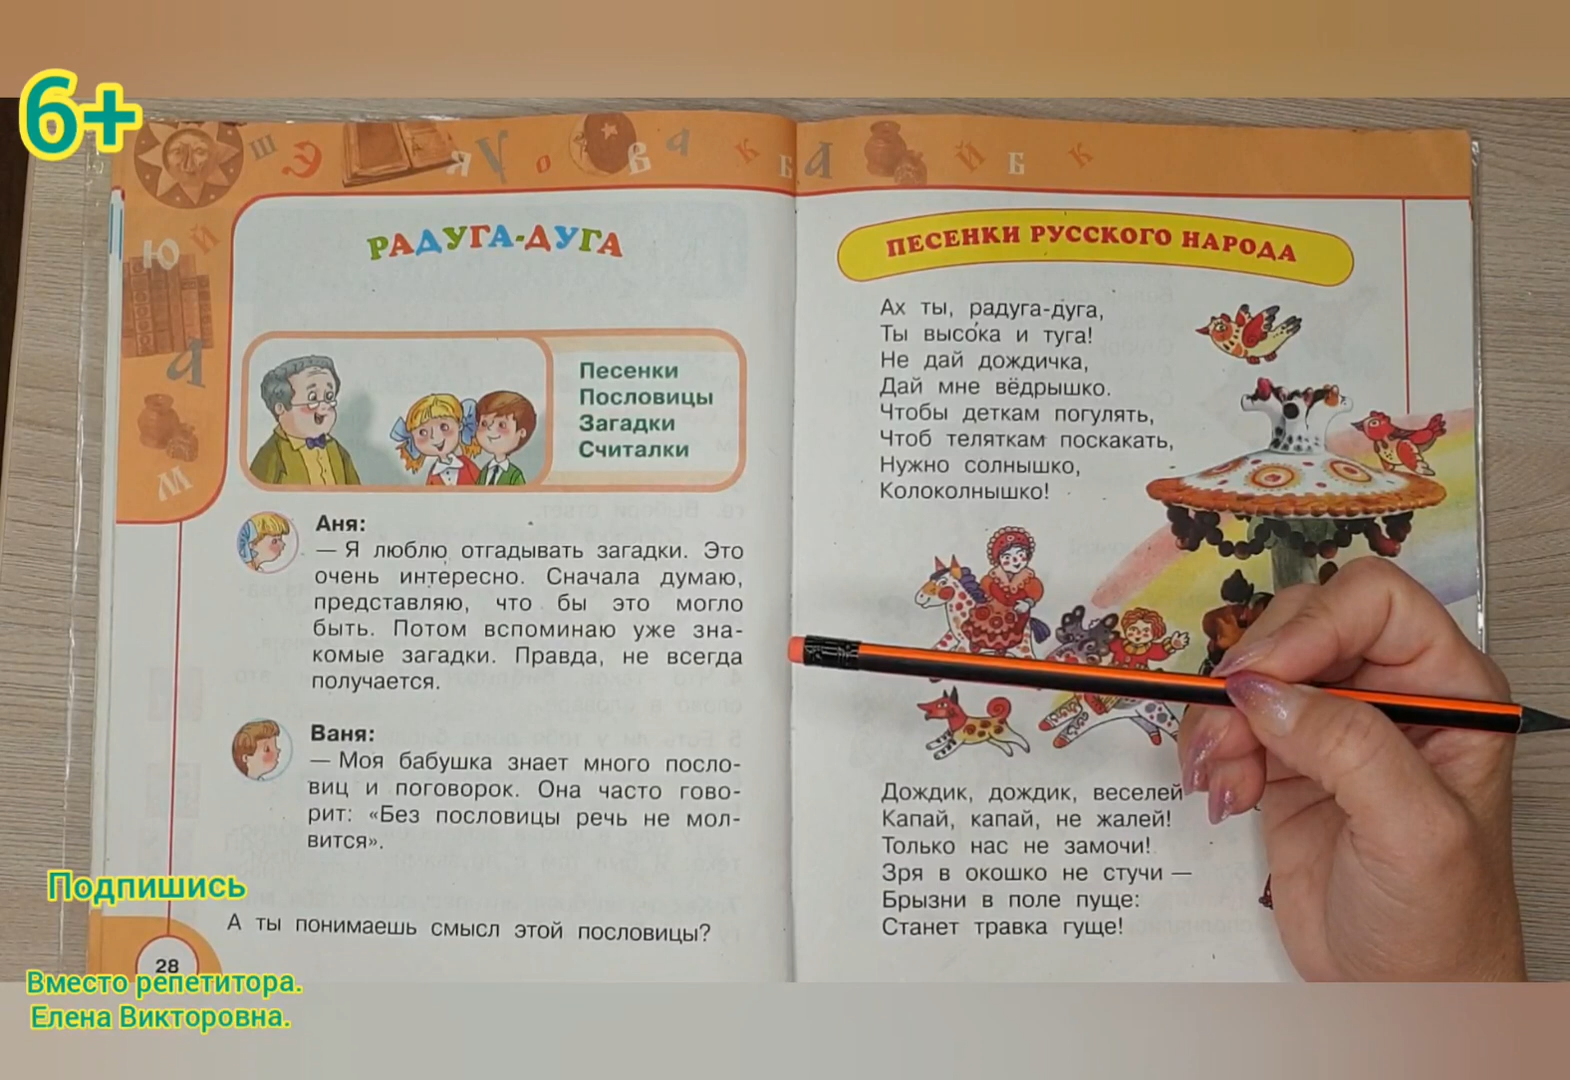 6+
РАДУГА-ДУГА
Песенки
Пословицы
Загадки
Считалки
Аня:
— Я люблю отгадывать загадки. Это
очень интересно. Сначала думаю,
представляю, что бы это могло
быть. Потом вспоминаю уже зна-
комые загадки. Правда, не всегда
получается.
Ваня:
— Моя бабушка знает много посло-
виц и поговорок. Она часто гово-
рит: «Без пословицы речь не мол-
вится».
А ты понимаешь смысл этой пословицы?
28
ПЕСЕНКИ РУССКОГО НАРОДА
Ах ты, радуга-дуга,
Ты высо́ка и туга!
Не дай дождичка,
Дай мне вёдрышко.
Чтобы деткам погулять,
Чтоб теляткам поскакать,
Нужно солнышко,
Колоколнышко!
Дождик, дождик, веселей
Капай, капай, не жалей!
Только нас не замочи!
Зря в окошко не стучи —
Брызни в поле пуще:
Станет травка гуще!
Подпишись
Вместо репетитора.
Елена Викторовна.